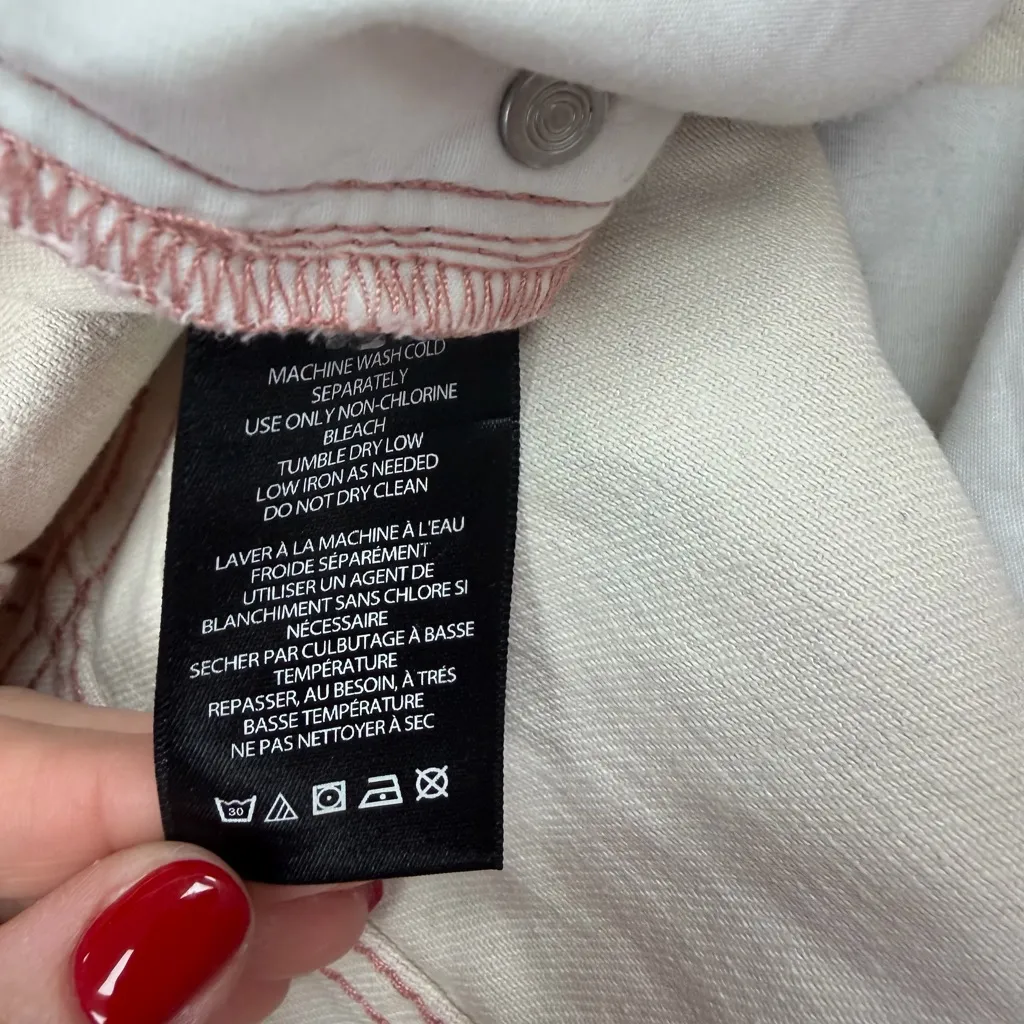 MACHINE WASH COLD
SEPARATELY
USE ONLY NON-CHLORINE
BLEACH
TUMBLE DRY LOW
LOW IRON AS NEEDED
DO NOT DRY CLEAN
LAVER À LA MACHINE À L'EAU
FROIDE SÉPARÉMENT
UTILISER UN AGENT DE
BLANCHIMENT SANS CHLORE SI
NÉCESSAIRE
SECHER PAR CULBUTAGE À BASSE
TEMPÉRATURE
REPASSER, AU BESOIN, À TRÉS
BASSE TEMPÉRATURE
NE PAS NETTOYER À SEC
30